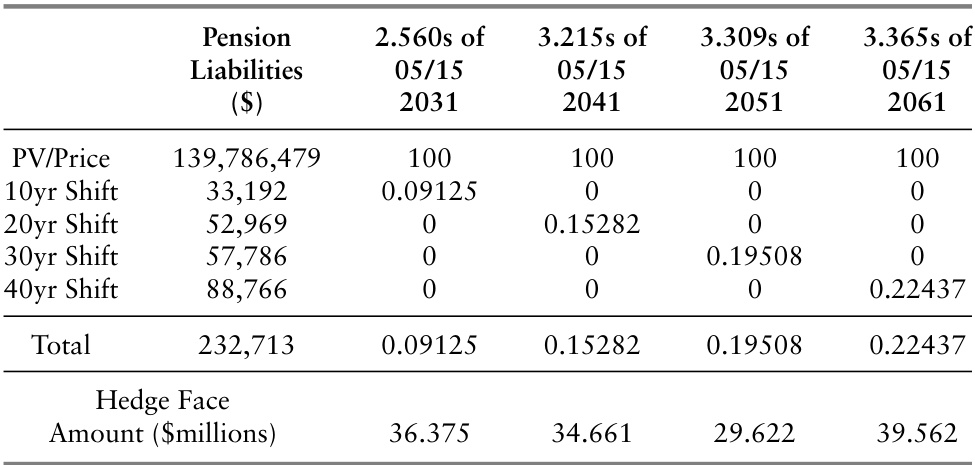 Pension 2.560s of 3.215s of 3.309s of 3.365s of
Liabilities 05/15 05/15 05/15 05/15
($) 2031 2041 2051 2061
PV/Price 139,786,479 100 100 100 100
10yr Shift 33,192 0.09125 0 0 0
20yr Shift 52,969 0 0.15282 0 0
30yr Shift 57,786 0 0 0.19508 0
40yr Shift 88,766 0 0 0 0.22437
Total 232,713 0.09125 0.15282 0.19508 0.22437
Hedge Face
Amount ($millions) 36.375 34.661 29.622 39.562